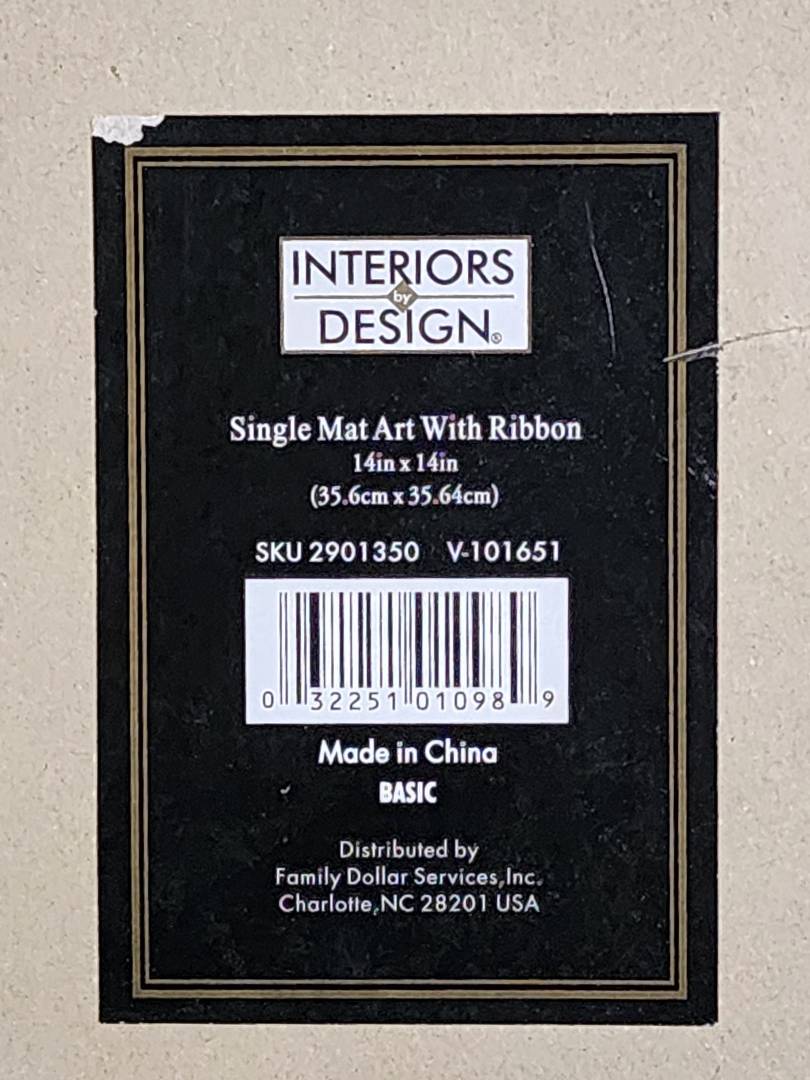 INTERIORS
by
DESIGN®
Single Mat Art With Ribbon
14in x 14in
(35.6cm x 35.64cm)
SKU 2901350 V-101651
0 32251 01098 9
Made in China
BASIC
Distributed by
Family Dollar Services,Inc.
Charlotte,NC 28201 USA